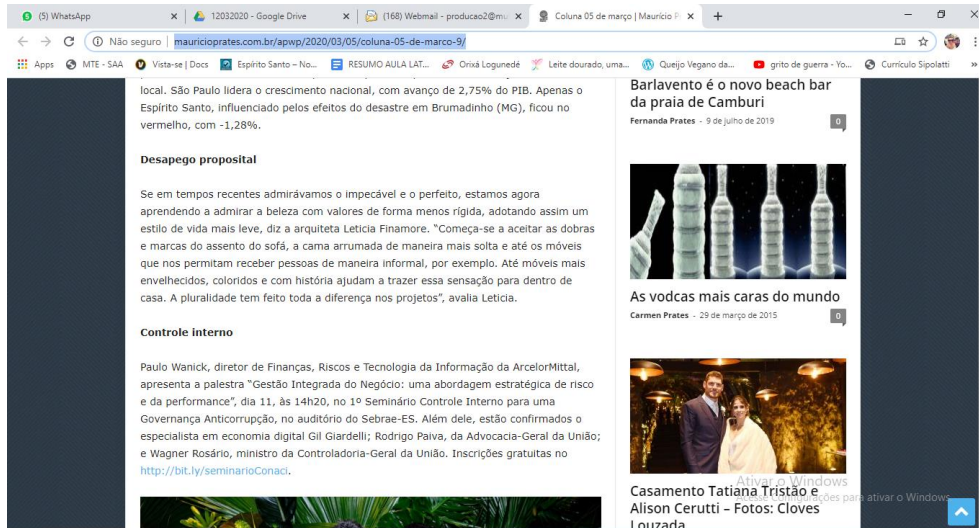 (5) WhatsApp
12032020 - Google Drive
(168) Webmail - producao2@mu
Coluna 05 de março | Maurício P
Não seguro | mauricioprates.com.br/apwp/2020/03/05/coluna-05-de-marco-9/
Apps
MTE - SAA
Vista-se | Docs
Espírito Santo – No...
RESUMO AULA LAT...
Orixá Logunedé
Leite dourado, uma...
Queijo Vegano da...
grito de guerra - Yo...
Currículo Sipolatti
»
local. São Paulo lidera o crescimento nacional, com avanço de 2,75% do PIB. Apenas o
Espírito Santo, influenciado pelos efeitos do desastre em Brumadinho (MG), ficou no
vermelho, com -1,28%.
Desapego proposital
Se em tempos recentes admirávamos o impecável e o perfeito, estamos agora
aprendendo a admirar a beleza com valores de forma menos rígida, adotando assim um
estilo de vida mais leve, diz a arquiteta Leticia Finamore. “Começa-se a aceitar as dobras
e marcas do assento do sofá, a cama arrumada de maneira mais solta e até os móveis
que nos permitam receber pessoas de maneira informal, por exemplo. Até móveis mais
envelhecidos, coloridos e com história ajudam a trazer essa sensação para dentro de
casa. A pluralidade tem feito toda a diferença nos projetos”, avalia Leticia.
Controle interno
Paulo Wanick, diretor de Finanças, Riscos e Tecnologia da Informação da ArcelorMittal,
apresenta a palestra “Gestão Integrada do Negócio: uma abordagem estratégica de risco
e da performance”, dia 11, às 14h20, no 1º Seminário Controle Interno para uma
Governança Anticorrupção, no auditório do Sebrae-ES. Além dele, estão confirmados o
especialista em economia digital Gil Giardelli; Rodrigo Paiva, da Advocacia-Geral da União;
e Wagner Rosário, ministro da Controladoria-Geral da União. Inscrições gratuitas no
http://bit.ly/seminarioConaci.
Barlavento é o novo beach bar
da praia de Camburi
Fernanda Prates - 9 de julho de 2019
0
As vodcas mais caras do mundo
Carmen Prates - 29 de março de 2015
0
Casamento Tatiana Tristão e
Alison Cerutti – Fotos: Cloves
Louzada
Ativar o Windows
Acesse Configurações para ativar o Windows.